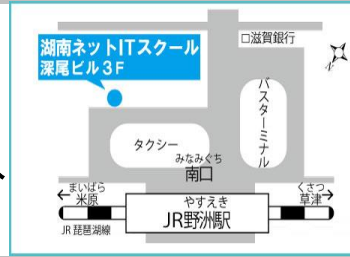 湖南ネットITスクール
深尾ビル3F
□滋賀銀行
N
バスターミナル
タクシー
みなみぐち
南口
まいばら
米原
くさつ
草津
やすえき
JR野洲駅
JR琵琶湖線